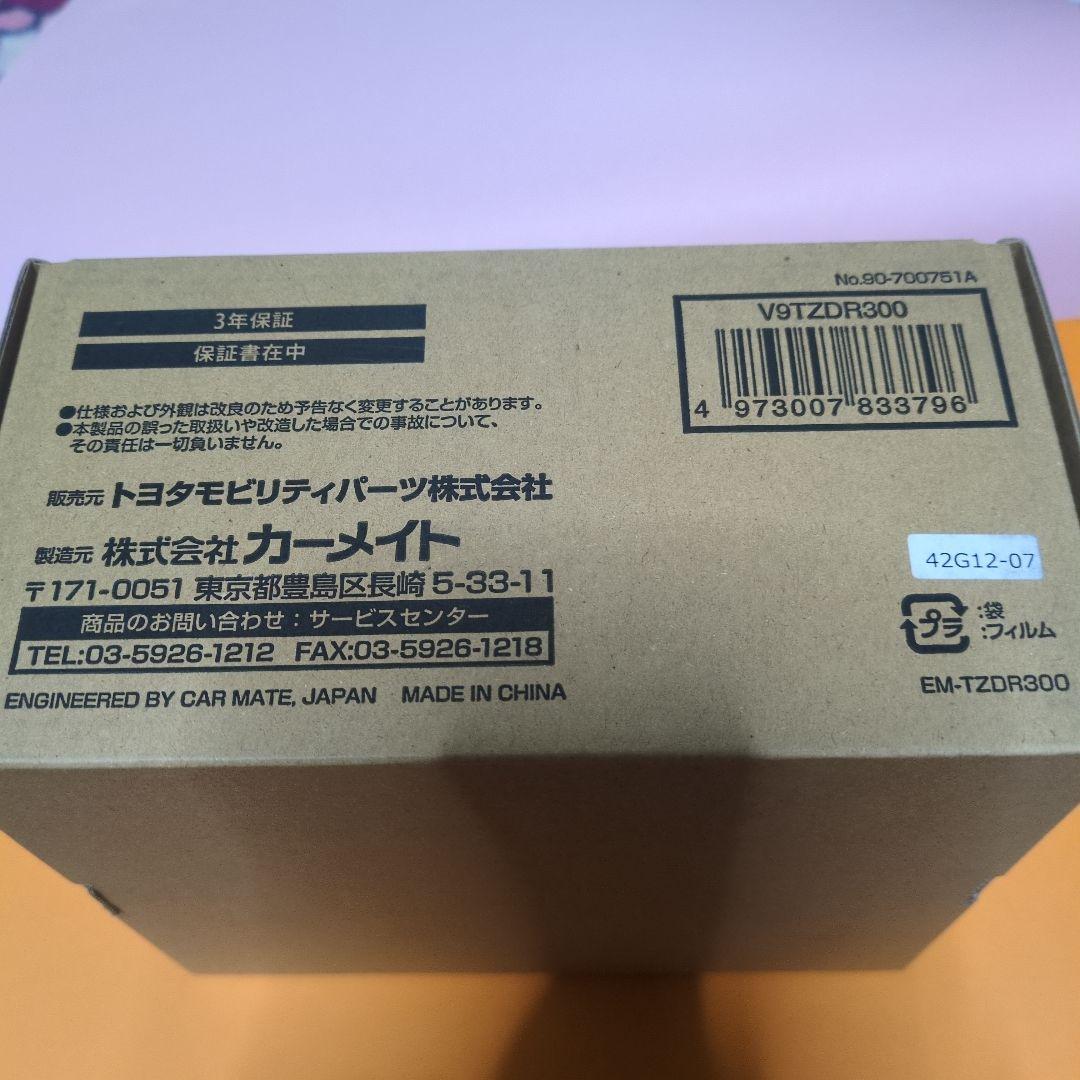 No.90-700751A
3年保証
保証書在中
V9TZDR300
4 973007 833796
●仕様および外観は改良のため予告なく変更することがあります。
●本製品の誤った取扱いや改造した場合での事故について、
その責任は一切負いません。
販売元 トヨタモビリティパーツ株式会社
製造元 株式会社 カーメイト
〒171-0051 東京都豊島区長崎 5-33-11
商品のお問い合わせ：サービスセンター
TEL:03-5926-1212 FAX:03-5926-1218
ENGINEERED BY CAR MATE, JAPAN MADE IN CHINA
42G12-07
プラ
:袋
:フィルム
EM-TZDR300